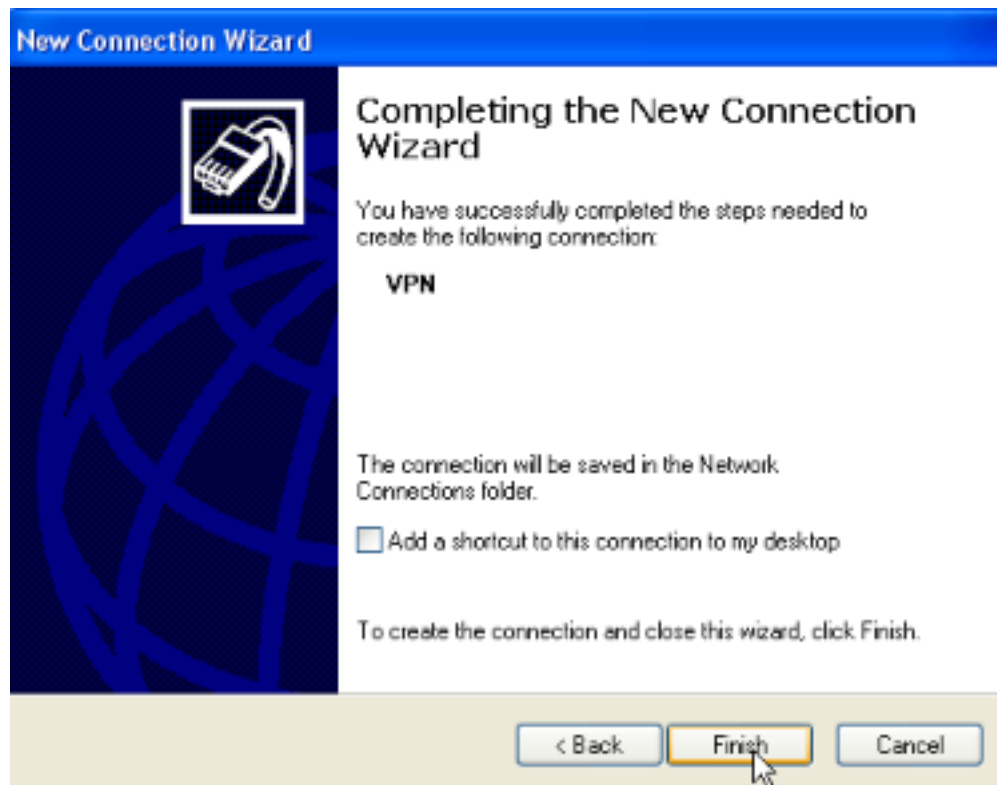 New Connection Wizard
Completing the New Connection
Wizard
You have successfully completed the steps needed to
create the following connection:
VPN
The connection will be saved in the Network
Connections folder.
Add a shortcut to this connection to my desktop
To create the connection and close this wizard, click Finish.
< Back Finish Cancel